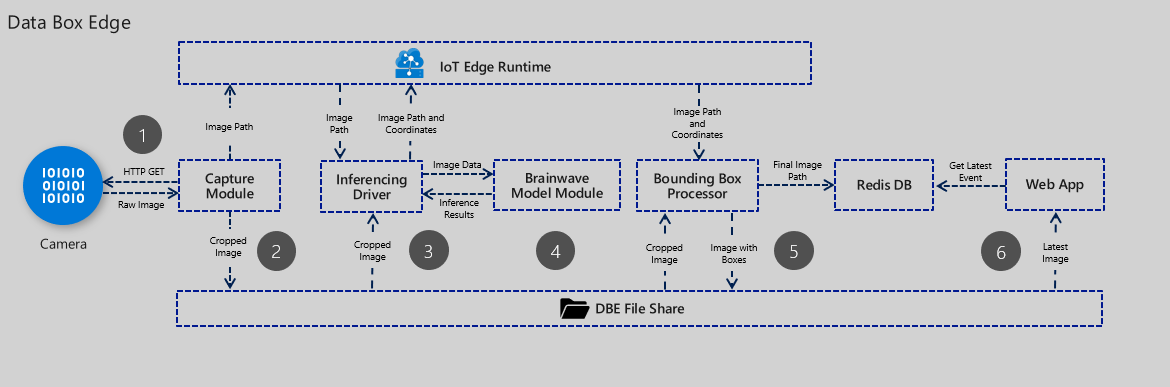 Data Box Edge
IoT Edge Runtime
Image Path
Image
Path
Image Path and
Coordinates
Image Path
and
Coordinates
1
HTTP GET
Raw Image
101010
010101
101010
Camera
Capture
Module
Inferencing
Driver
Image Data
Inference
Results
Brainwave
Model Module
Bounding Box
Processor
Final Image
Path
Redis DB
Get Latest
Event
Web App
Cropped
Image
2
Cropped
Image
3
4
Cropped
Image
Image with
Boxes
5
6
Latest
Image
DBE File Share